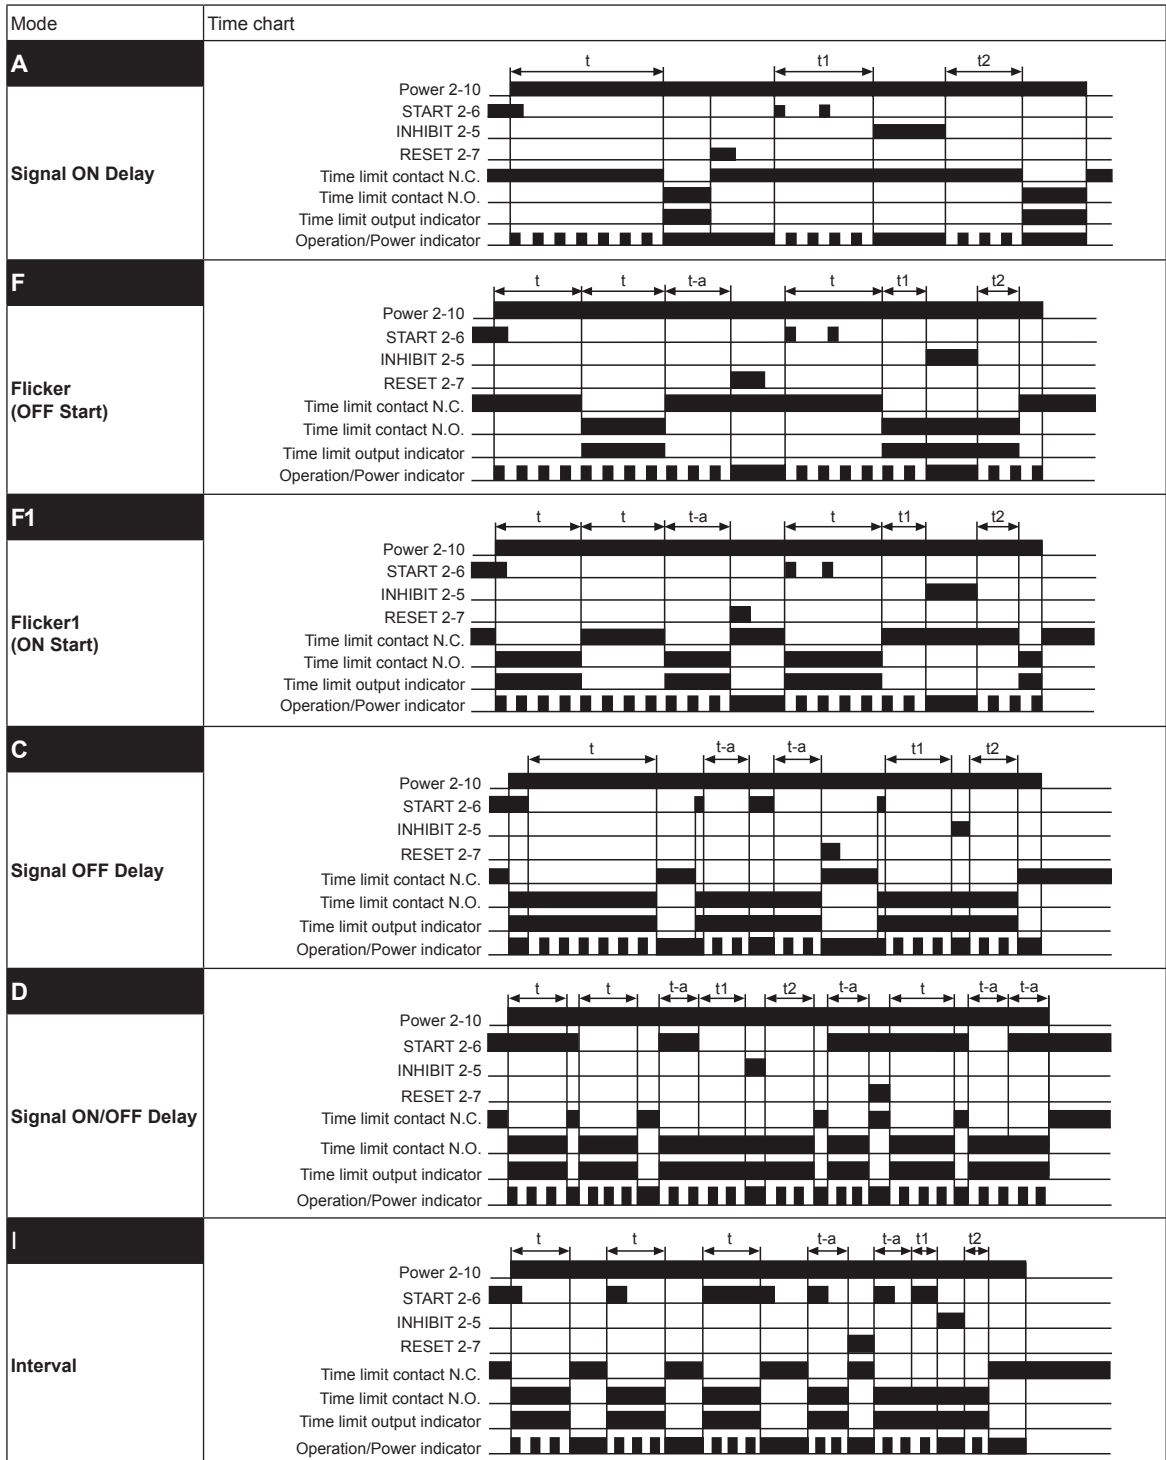 Mode Time chart
A
t t1 t2
Power 2-10
START 2-6
INHIBIT 2-5
RESET 2-7
Signal ON Delay
Time limit contact N.C.
Time limit contact N.O.
Time limit output indicator
Operation/Power indicator
F
t t t-a t t1 t2
Power 2-10
START 2-6
INHIBIT 2-5
RESET 2-7
Flicker
(OFF Start)
Time limit contact N.C.
Time limit contact N.O.
Time limit output indicator
Operation/Power indicator
F1
t t t-a t t1 t2
Power 2-10
START 2-6
INHIBIT 2-5
RESET 2-7
Flicker1
(ON Start)
Time limit contact N.C.
Time limit contact N.O.
Time limit output indicator
Operation/Power indicator
C
t t-a t-a t1 t2
Power 2-10
START 2-6
INHIBIT 2-5
RESET 2-7
Signal OFF Delay
Time limit contact N.C.
Time limit contact N.O.
Time limit output indicator
Operation/Power indicator
D
t t t-a t1 t2 t-a t t-a t-a
Power 2-10
START 2-6
INHIBIT 2-5
RESET 2-7
Signal ON/OFF Delay
Time limit contact N.C.
Time limit contact N.O.
Time limit output indicator
Operation/Power indicator
I
t t t t-a t-a t1 t2
Power 2-10
START 2-6
INHIBIT 2-5
RESET 2-7
Interval
Time limit contact N.C.
Time limit contact N.O.
Time limit output indicator
Operation/Power indicator